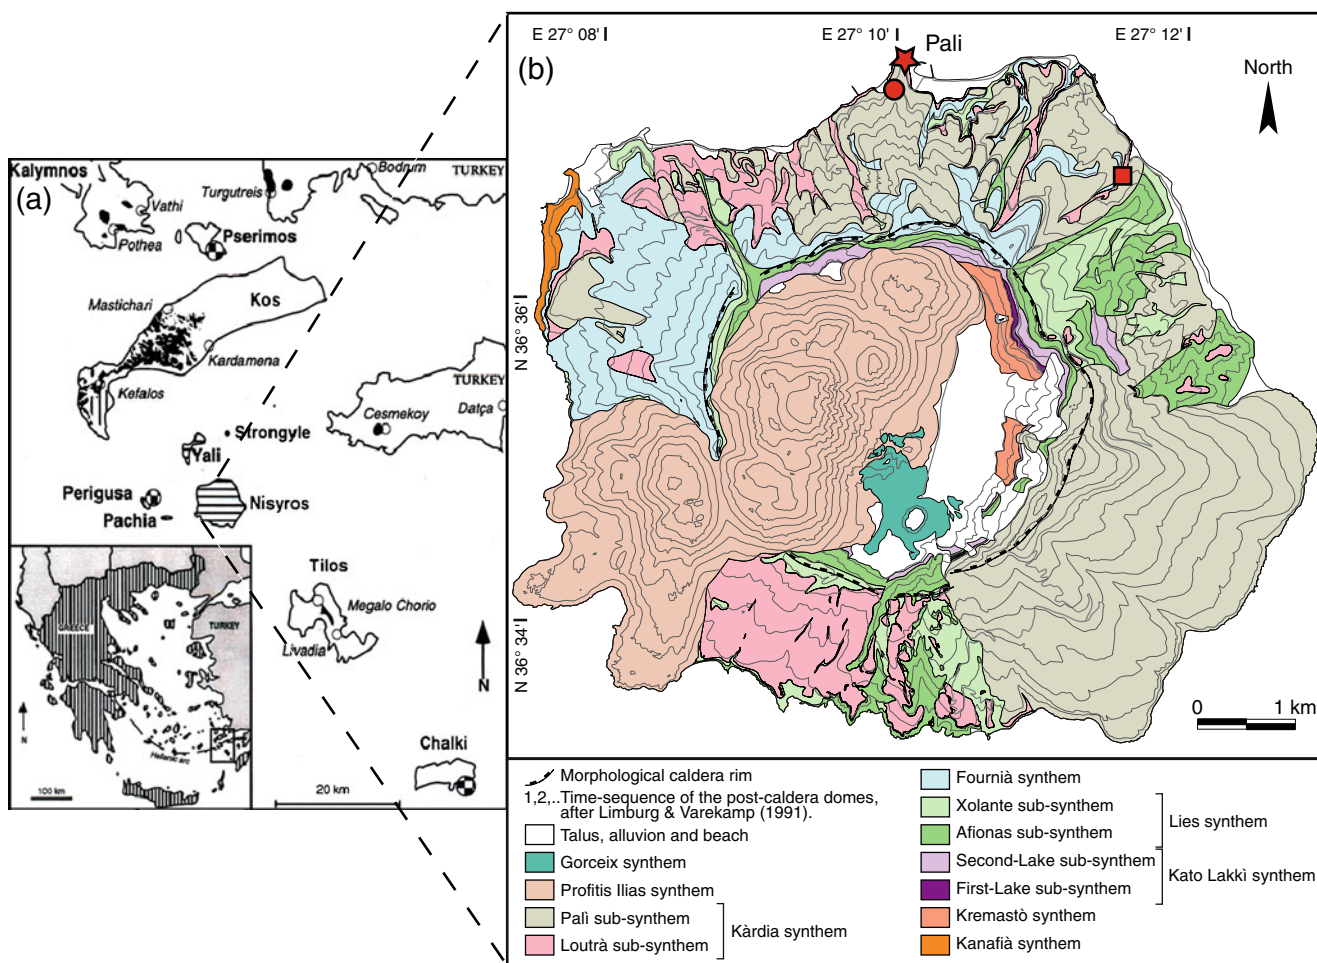 (a)
Kalymnos
Vathi
Pothea
Turgutreis
Bodrum
TURKEY
Pserimos
Mastichari
Kos
Kardamena
Kefalos
TURKEY
Cesmekoy
Datça
Strongyle
Yali
Perigusa
Pachia
Nisyros
Tilos
Megalo Chorio
Livadia
N
Chalki
20 km
GREECE
TURKEY
N
Hellenic arc
100 km
(b)
E 27° 08'
E 27° 10'
E 27° 12'
Pali
North
N 36° 36'
N 36° 34'
0 1 km
Morphological caldera rim
1,2,..Time-sequence of the post-caldera domes,
after Limburg & Varekamp (1991).
Talus, alluvion and beach
Gorceix synthem
Profitis Ilias synthem
Palì sub-synthem
Loutrà sub-synthem
Kàrdia synthem
Fournià synthem
Xolante sub-synthem
Afionas sub-synthem
Lies synthem
Second-Lake sub-synthem
First-Lake sub-synthem
Kato Lakkì synthem
Kremastò synthem
Kanafià synthem